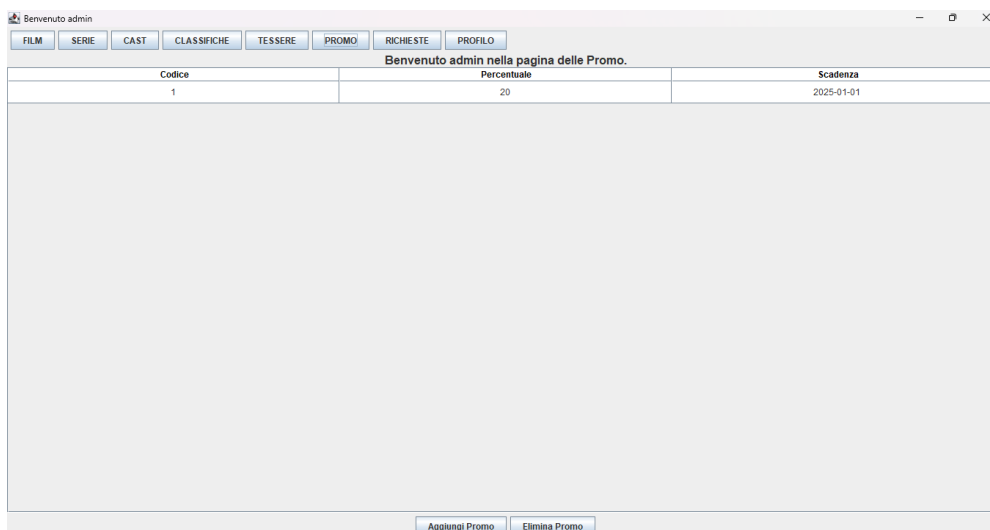 Benvenuto admin
FILM SERIE CAST CLASSIFICHE TESSERE PROMO RICHIESTE PROFILO
Benvenuto admin nella pagina delle Promo.
Codice Percentuale Scadenza
1 20 2025-01-01
Aggiungi Promo Elimina Promo